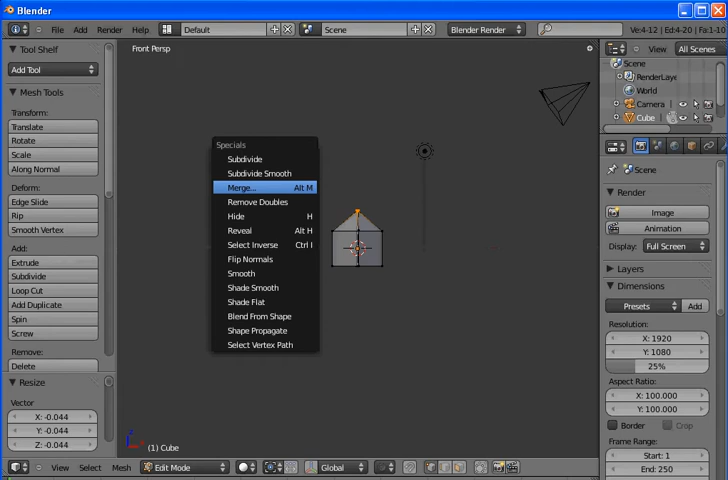 Blender
File Add Render Help Default Scene Blender Render Ve:4-12 | Ed:4-20 | Fa:1-10
Tool Shelf
Add Tool
Mesh Tools
Transform:
Translate
Rotate
Scale
Along Normal
Deform:
Edge Slide
Rip
Smooth Vertex
Add:
Extrude
Subdivide
Loop Cut
Add Duplicate
Spin
Screw
Remove:
Delete
Resize
Vector
X: -0.044
Y: -0.044
Z: -0.044
Front Persp
Specials
Subdivide
Subdivide Smooth
Merge... Alt M
Remove Doubles
Hide H
Reveal Alt H
Select Inverse Ctrl I
Flip Normals
Smooth
Shade Smooth
Shade Flat
Blend From Shape
Shape Propagate
Select Vertex Path
(1) Cube
View Select Mesh Edit Mode Global
View All Scenes
Scene
RenderLaye
World
Camera
Cube
Scene
Render
Image
Animation
Display: Full Screen
Layers
Dimensions
Presets Add
Resolution:
X: 1920
Y: 1080
25%
Aspect Ratio:
X: 100.000
Y: 100.000
Border Crop
Frame Range:
Start: 1
End: 250